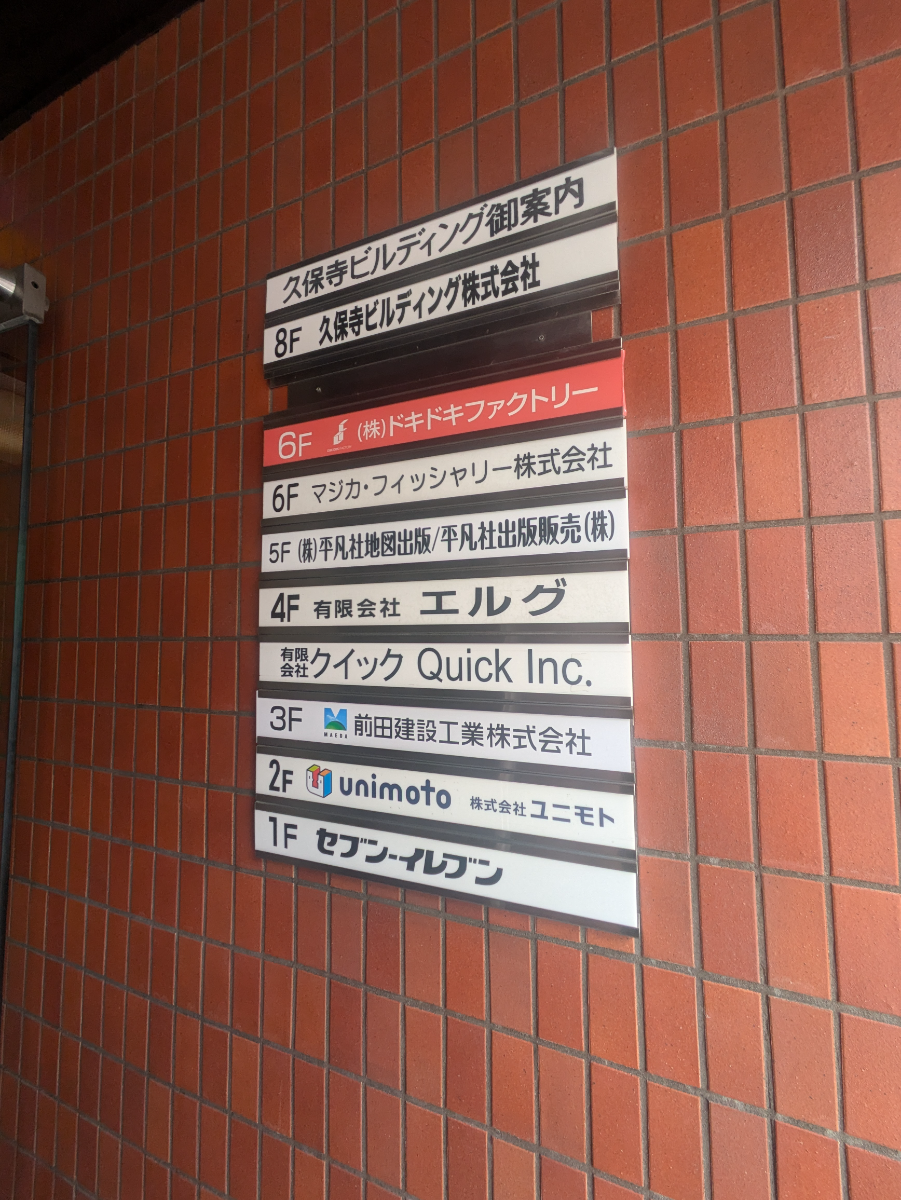 久保寺ビルディング御案内
8F 久保寺ビルディング株式会社
6F (株)ドキドキファクトリー
6F マジカ・フィッシャリー株式会社
5F (株)平凡社地図出版/平凡社出版販売(株)
4F 有限会社 エルグ
有限会社 クイック Quick Inc.
3F MAEDA 前田建設工業株式会社
2F unimoto 株式会社ユニモト
1F セブン-イレブン